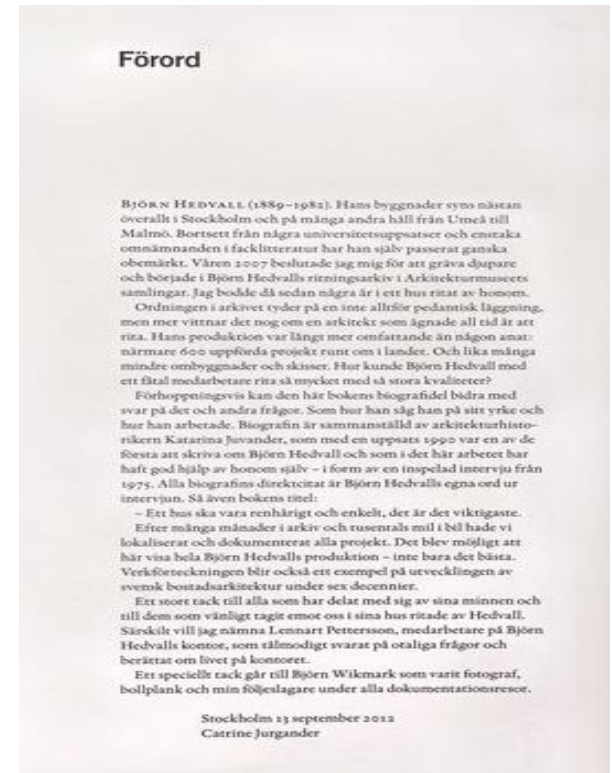 Förord
BJÖRN HEDVALL (1889–1982). Hans byggnader syns nästan
överallt i Stockholm och på många andra håll från Umeå till
Malmö. Bortsett från några universitetsuppsatser och enstaka
omnämnanden i facklitteratur har han själv passerat ganska
obemärkt. Våren 2007 beslutade jag mig för att gräva djupare
och började i Björn Hedvalls ritningsarkiv i Arkitekturmuseets
samlingar. Jag bodde då sedan några år i ett hus ritat av honom.
Ordningen i arkivet tyder på en inte alltför pedantisk läggning,
men mer vittnar det nog om en arkitekt som ägnade all tid åt att
rita. Hans produktion var långt mer omfattande än någon anat:
närmare 600 uppförda projekt runt om i landet. Och lika många
mindre ombyggnader och skisser. Hur kunde Björn Hedvall med
ett fåtal medarbetare rita så mycket med så stora kvaliteter?
Förhoppningsvis kan den här bokens biografidel bidra med
svar på det och andra frågor. Som hur han såg han på sitt yrke och
hur han arbetade. Biografin är sammanställd av arkitekturhisto-
rikern Katarina Juvander, som med en uppsats 1990 var en av de
första att skriva om Björn Hedvall och som i det här arbetet har
haft god hjälp av honom själv – i form av en inspelad intervju från
1975. Alla biografins direktcitat är Björn Hedvalls egna ord ur
intervjun. Så även bokens titel:
– Ett hus ska vara renhårigt och enkelt, det är det viktigaste.
Efter många månader i arkiv och tusentals mil i bil hade vi
lokaliserat och dokumenterat alla projekt. Det blev möjligt att
här visa hela Björn Hedvalls produktion – inte bara det bästa.
Verkförteckningen blir också ett exempel på utvecklingen av
svensk bostadsarkitektur under sex decennier.
Ett stort tack till alla som har delat med sig av sina minnen och
till dem som vänligt tagit emot oss i sina hus ritade av Hedvall.
Särskilt vill jag nämna Lennart Pettersson, medarbetare på Björn
Hedvalls kontor, som tålmodigt svarat på otaliga frågor och
berättat om livet på kontoret.
Ett speciellt tack går till Björn Wikmark som varit fotograf,
bollplank och min följeslagare under alla dokumentationsresor.
Stockholm 13 september 2012
Catrine Jurgander